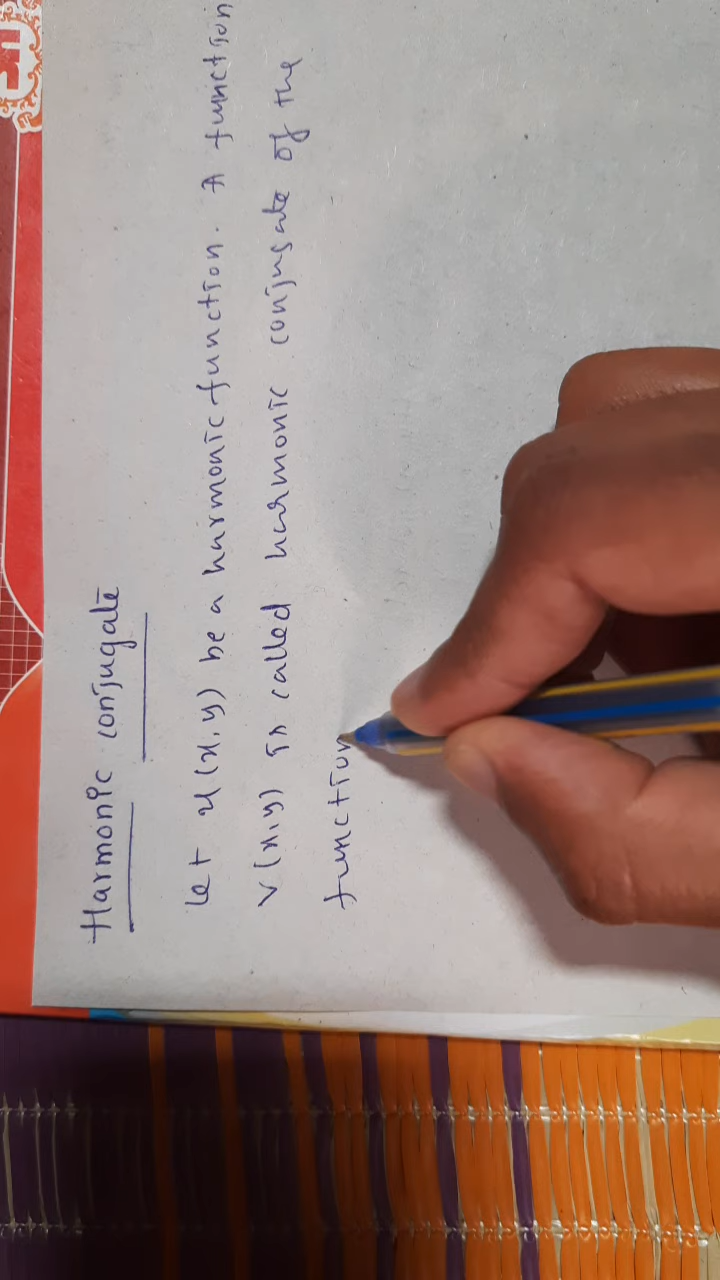 Harmonic conjugate
Let u(x,y) be a harmonic function. A function
v(x,y) is called harmonic conjugate of the
function